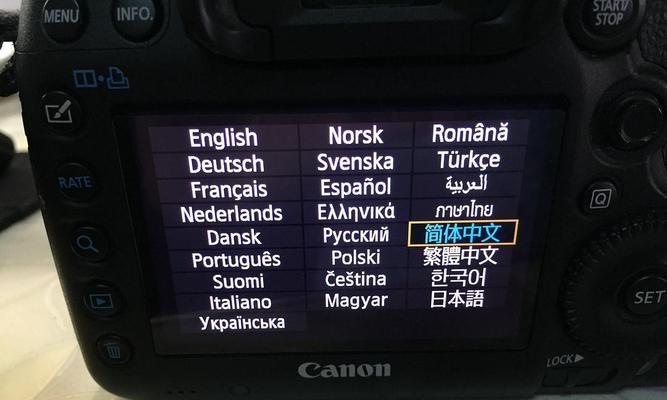 MENU INFO. START/
STOP
English Norsk Română
Deutsch Svenska Türkçe
Français Español العربية
Nederlands Ελληνικά ภาษาไทย
Dansk Русский 简体中文
Português Polski 繁體中文
Suomi Čeština 한국어
Italiano Magyar 日本語
Українська
RATE
Q
SET
LOCK▶
Canon